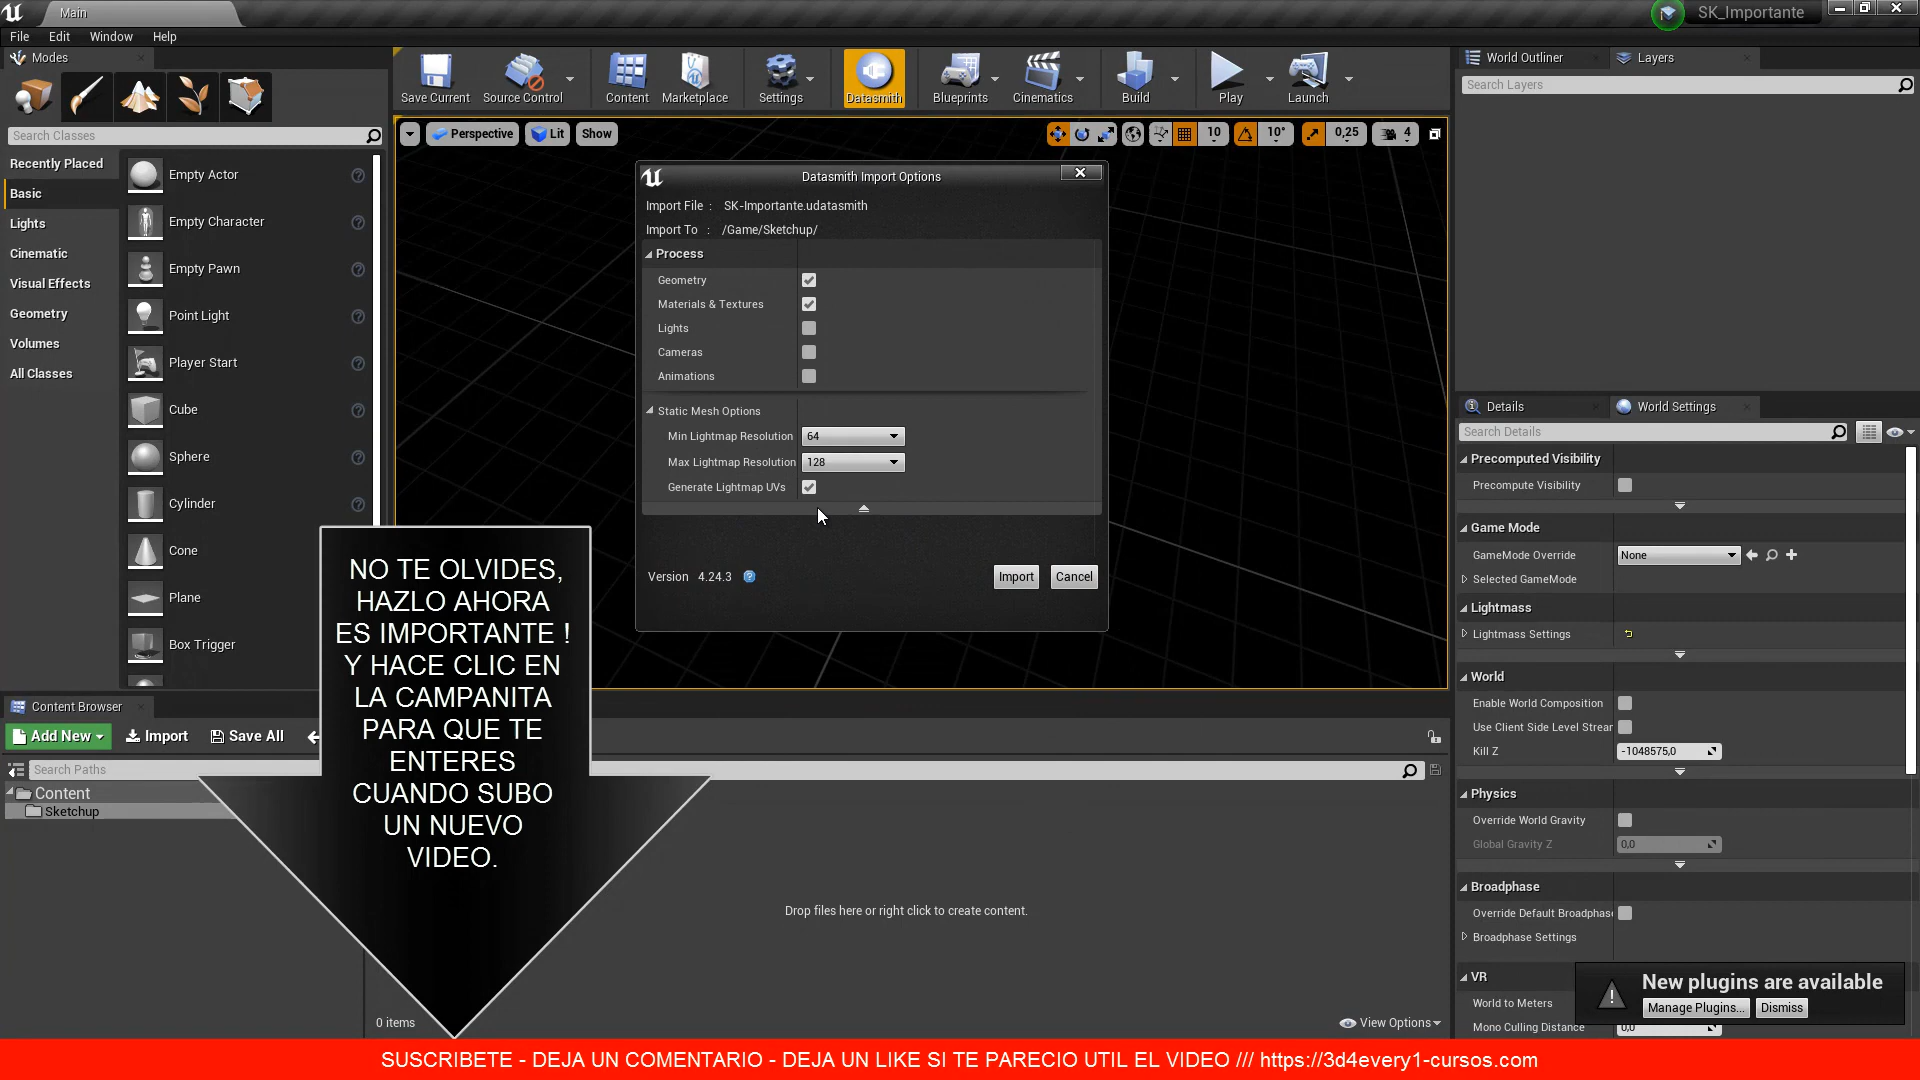 Main
SK_Importante
File Edit Window Help
Modes
Search Classes
Recently Placed
Basic
Lights
Cinematic
Visual Effects
Geometry
Volumes
All Classes
Empty Actor
Empty Character
Empty Pawn
Point Light
Player Start
Cube
Sphere
Cylinder
Cone
Plane
Box Trigger
Save Current
Source Control
Content
Marketplace
Settings
Datasmith
Blueprints
Cinematics
Build
Play
Launch
Perspective
Lit
Show
10
10°
0,25
4
Datasmith Import Options
Import File : SK-Importante.udatasmith
Import To : /Game/Sketchup/
Process
Geometry
Materials & Textures
Lights
Cameras
Animations
Static Mesh Options
Min Lightmap Resolution 64
Max Lightmap Resolution 128
Generate Lightmap UVs
Version 4.24.3
Import
Cancel
World Outliner
Layers
Search Layers
Details
World Settings
Search Details
Precomputed Visibility
Precompute Visibility
Game Mode
GameMode Override None
Selected GameMode
Lightmass
Lightmass Settings
World
Enable World Composition
Use Client Side Level Strear
Kill Z -1048575,0
Physics
Override World Gravity
Global Gravity Z 0,0
Broadphase
Override Default Broadphas
Broadphase Settings
VR
World to Meters
Mono Culling Distance 0,0
New plugins are available
Manage Plugins...
Dismiss
Content Browser
Add New
Import
Save All
Search Paths
Content
Sketchup
Drop files here or right click to create content.
0 items
View Options
NO TE OLVIDES,
HAZLO AHORA
ES IMPORTANTE !
Y HACE CLIC EN
LA CAMPANITA
PARA QUE TE
ENTERES
CUANDO SUBO
UN NUEVO
VIDEO.
SUSCRIBETE - DEJA UN COMENTARIO - DEJA UN LIKE SI TE PARECIO UTIL EL VIDEO /// https://3d4every1-cursos.com